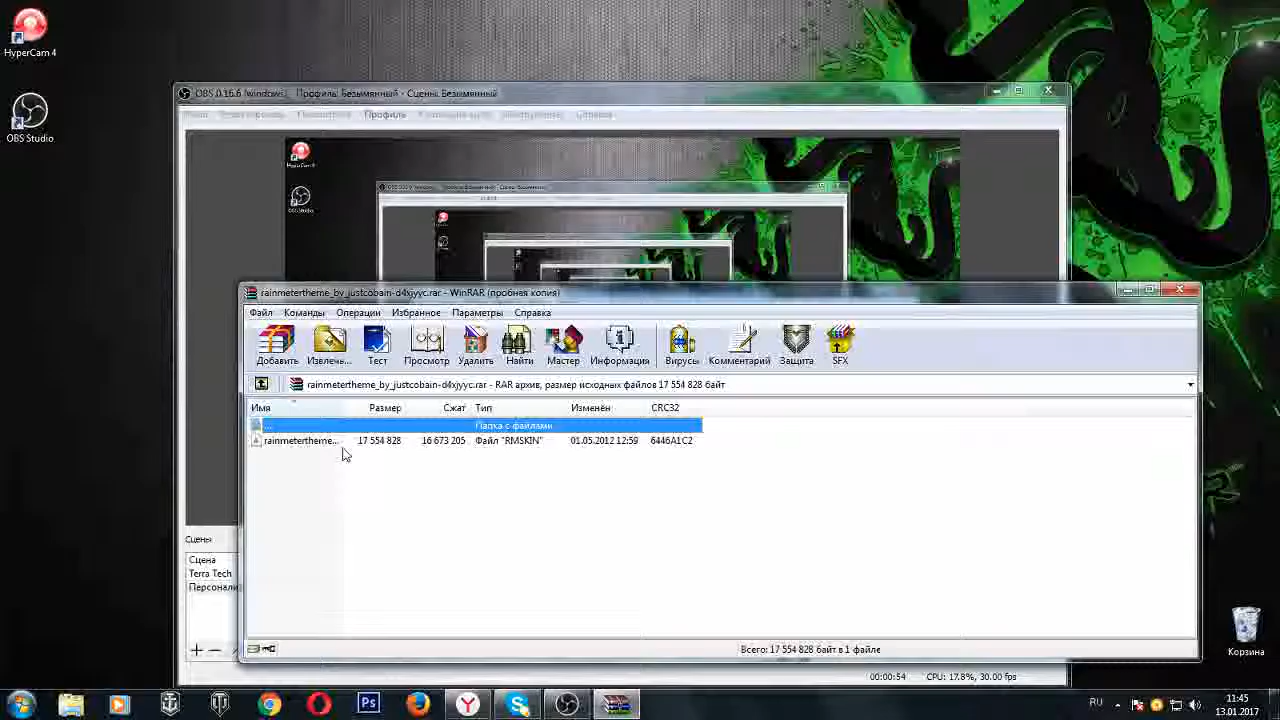 HyperCam 4
OBS Studio
OBS 0.16.6 (windows) - Профиль: Безымянный - Сцены: Безымянный
Профиль
Справка
rainmetertheme_by_justcobain-d4xjyyc.rar - WinRAR (пробная копия)
Файл Команды Операции Избранное Параметры Справка
Добавить Извлечь... Тест Просмотр Удалить Найти Мастер Информация Вирусы Комментарий Защита SFX
rainmetertheme_by_justcobain-d4xjyyc.rar - RAR архив, размер исходных файлов 17 554 828 байт
Имя Размер Сжат Тип Изменён CRC32
.. Папка с файлами
rainmetertheme... 17 554 828 16 673 205 Файл "RMSKIN" 01.05.2012 12:59 6446A1C2
Сцены
Сцена
Terra Tech
Персонали
Всего: 17 554 828 байт в 1 файле
00:00:54 CPU: 17.8%, 30.00 fps
Корзина
Ps
RU
11:45
13.01.2017